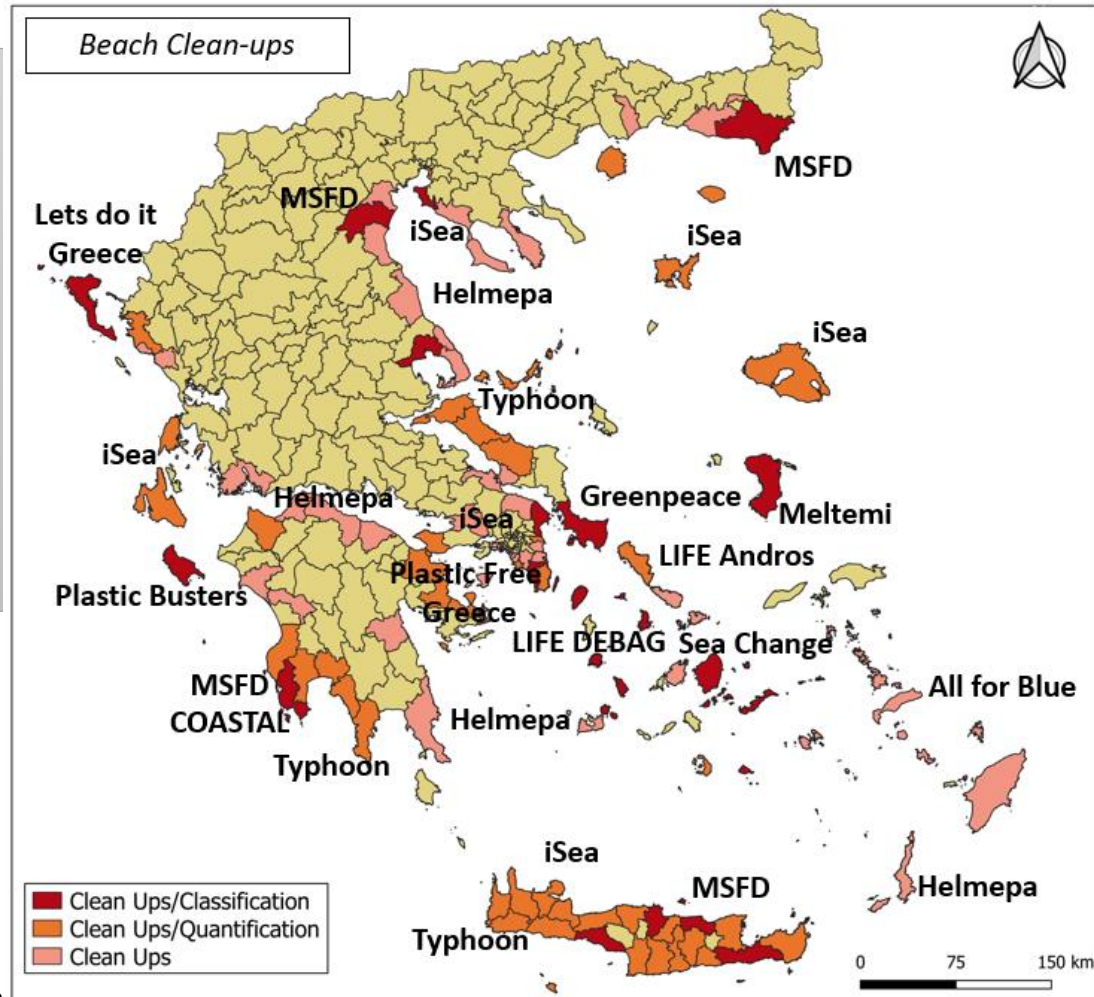 Beach Clean-ups
MSFD
MSFD
Lets do it
Greece
iSea
iSea
Helmepa
iSea
Typhoon
iSea
Helmepa
iSea
Greenpeace
Meltemi
LIFE Andros
Plastic Free
Greece
Plastic Busters
LIFE DEBAG
Sea Change
MSFD
COASTAL
Helmepa
All for Blue
Typhoon
iSea
MSFD
Helmepa
Typhoon
Clean Ups/Classification
Clean Ups/Quantification
Clean Ups
0 75 150 km